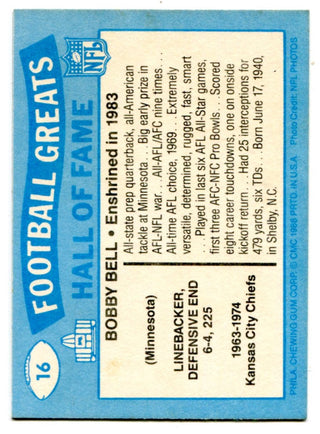 16
FOOTBALL GREATS
HALL OF FAME
NFL
BOBBY BELL • Enshrined in 1983
(Minnesota)
LINEBACKER,
DEFENSIVE END
6-4, 225
1963-1974
Kansas City Chiefs
All-state prep quarterback, all-American
tackle at Minnesota . . . Big early prize in
AFL-NFL war. . . All-AFL/AFC nine times . . .
All-time AFL choice, 1969. . . Extremely
versatile, determined, rugged, fast, smart
. . . Played in last six AFL All-Star games,
first three AFC-NFC Pro Bowls. . . Scored
eight career touchdowns, one on onside
kickoff return. . . Had 25 interceptions for
479 yards, six TDs. . . Born June 17, 1940,
in Shelby, N.C.
PHILA. CHEWING GUM CORP. © CMC 1988 PRTD. IN U.S.A.
Photo Credit: NFL PHOTOS